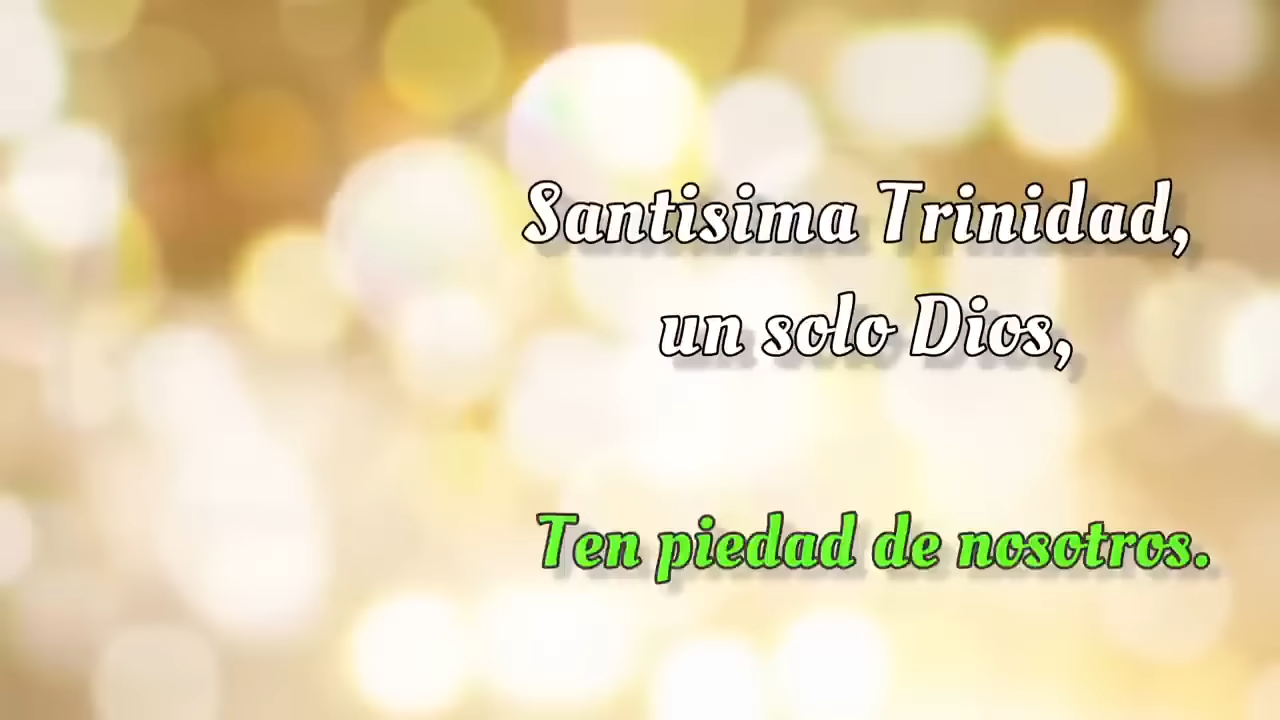 Santisima Trinidad,
un solo Dios,
Ten piedad de nosotros.